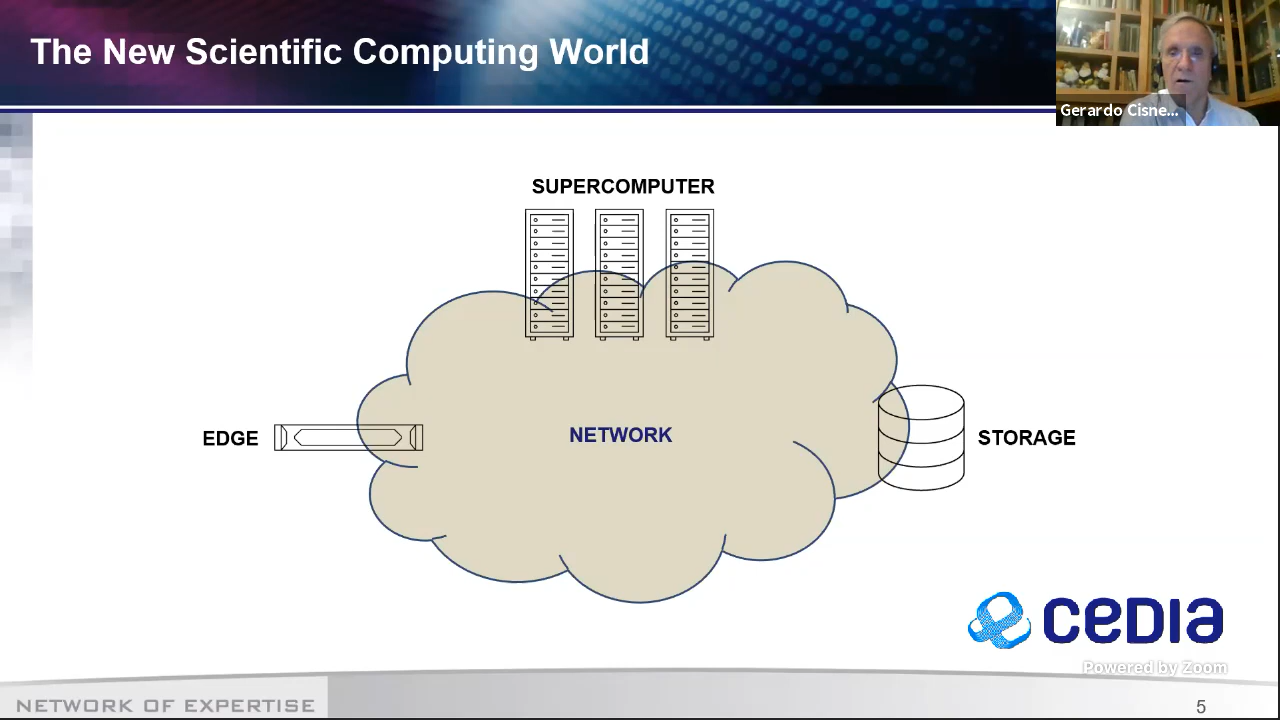 The New Scientific Computing World
Gerardo Cisne...
SUPERCOMPUTER
EDGE
NETWORK
STORAGE
CEDIA
Powered by Zoom
NETWORK OF EXPERTISE
5